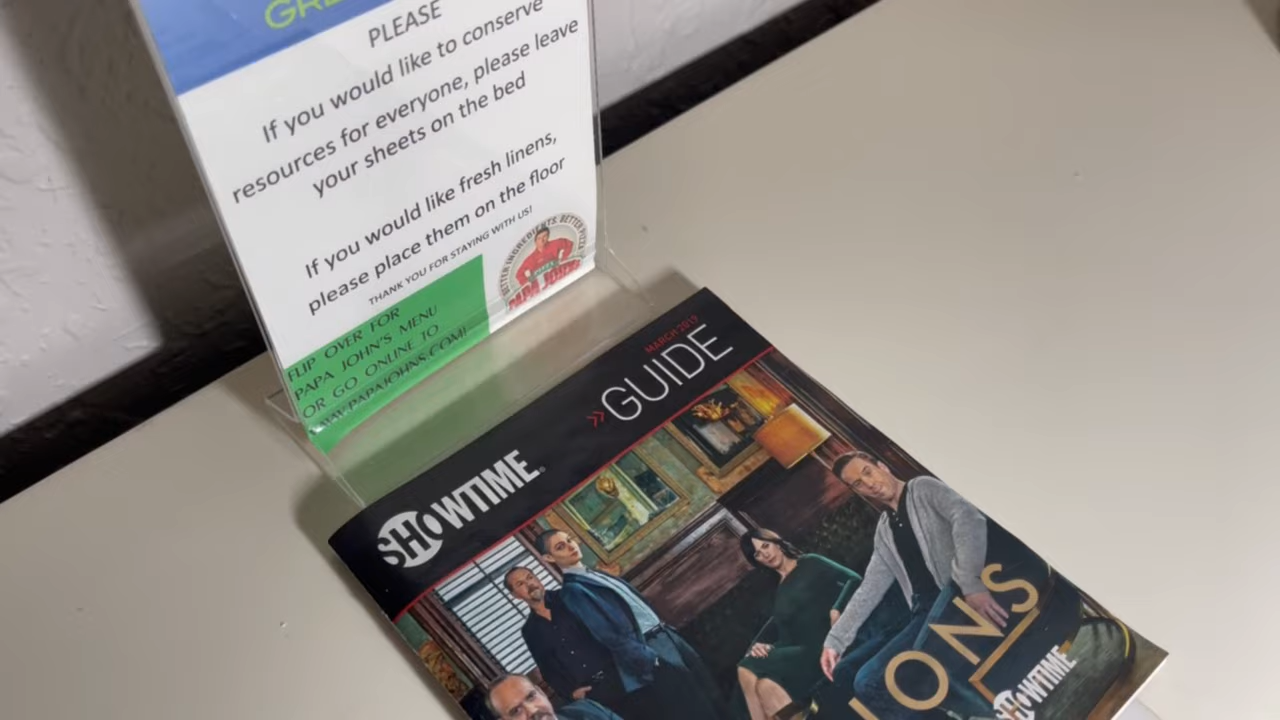 PLEASE
If you would like to conserve
resources for everyone, please leave
your sheets on the bed
If you would like fresh linens,
please place them on the floor
THANK YOU FOR STAYING WITH US!
BETTER INGREDIENTS. BETTER PIZZA
PAPA JOHN'S
FLIP OVER FOR
PAPA JOHN'S MENU
OR GO ONLINE TO
WWW.PAPAJOHNS.COM!
MARCH 2019
»GUIDE
SHOWTIME
IONS
SHOWTIME